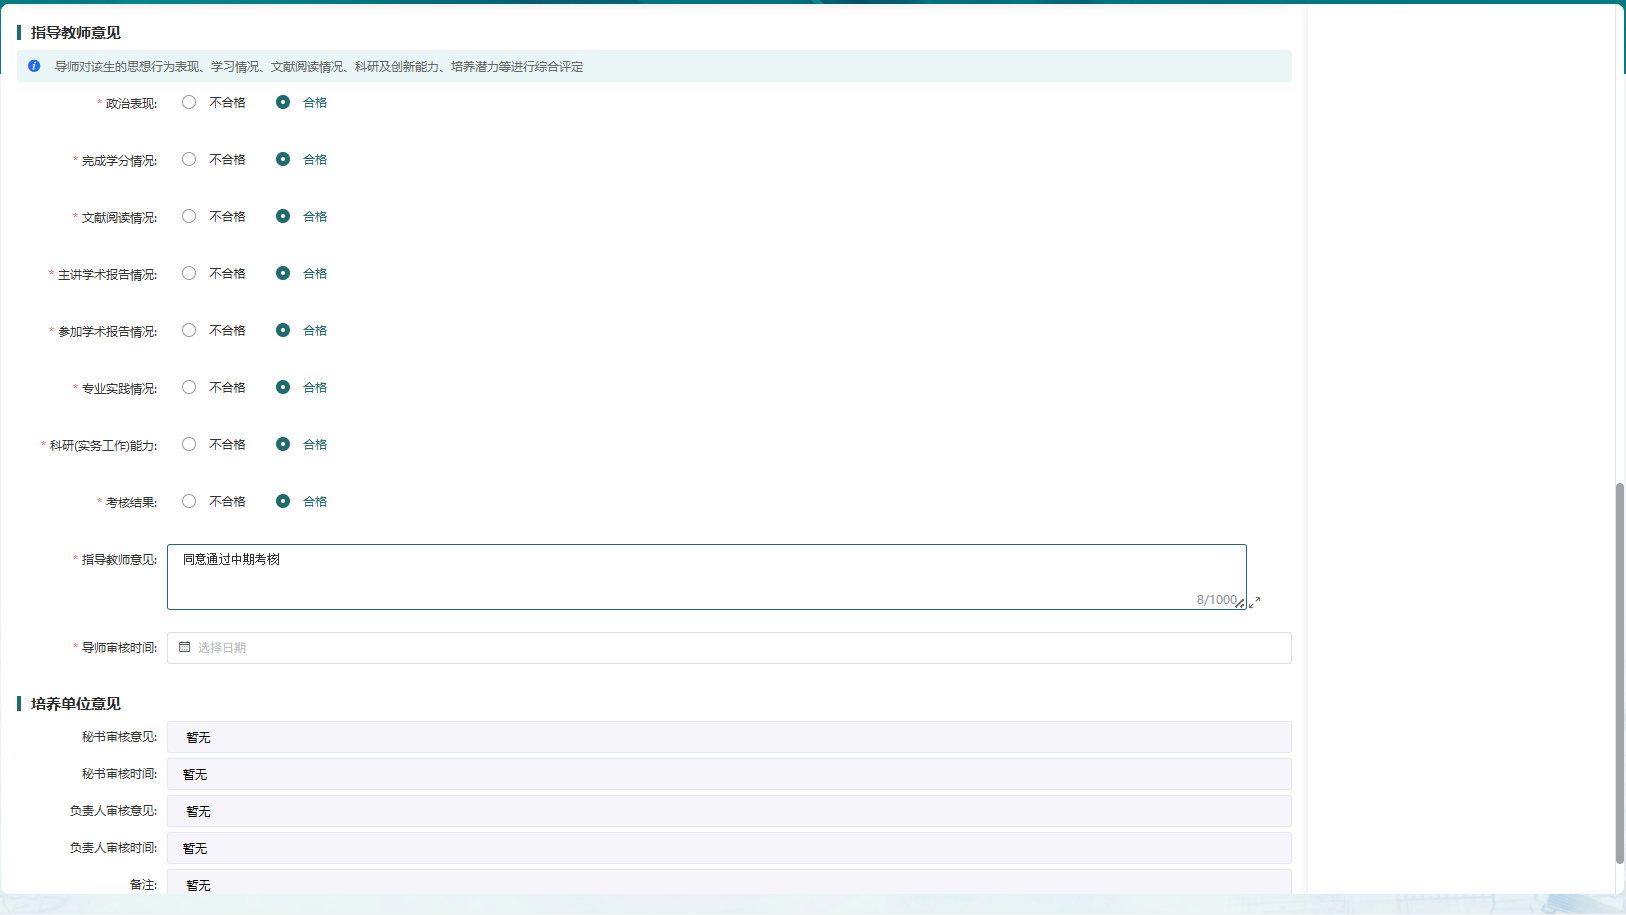 指导教师意见
导师对该生的思想行为表现、学习情况、文献阅读情况、科研及创新能力、培养潜力等进行综合评定
* 政治表现: 不合格 合格
* 完成学分情况: 不合格 合格
* 文献阅读情况: 不合格 合格
* 主讲学术报告情况: 不合格 合格
* 参加学术报告情况: 不合格 合格
* 专业实践情况: 不合格 合格
* 科研(实务工作)能力: 不合格 合格
* 考核结果: 不合格 合格
* 指导教师意见: 同意通过中期考核
8/1000
* 导师审核时间: 选择日期
培养单位意见
秘书审核意见: 暂无
秘书审核时间: 暂无
负责人审核意见: 暂无
负责人审核时间: 暂无
备注: 暂无